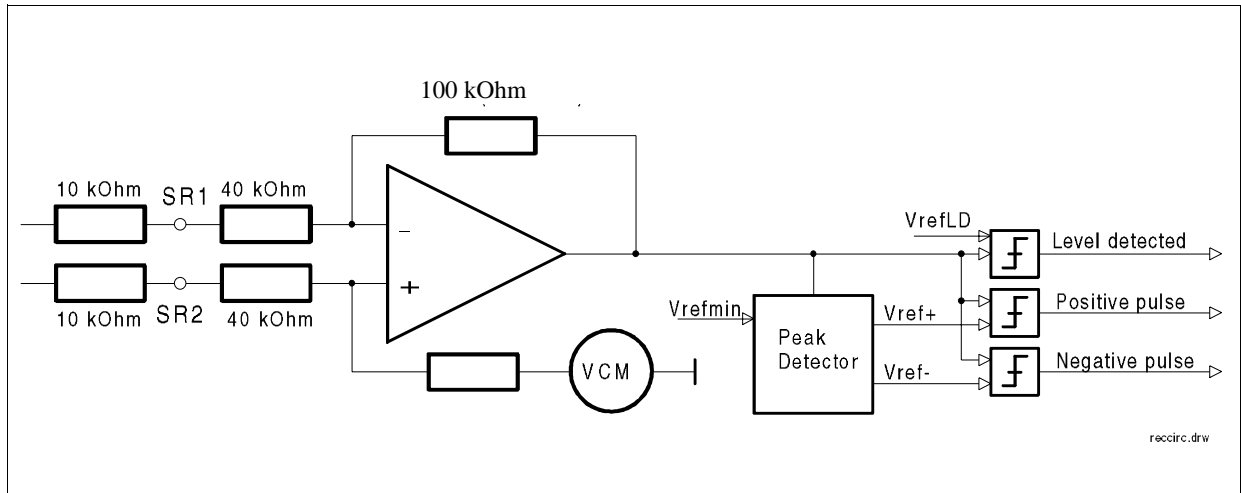 100 kOhm
10 kOhm
SR1
40 kOhm
-
+
10 kOhm
SR2
40 kOhm
VCM
VrefLD
Level detected
Vrefmin
Peak
Detector
Vref+
Positive pulse
Vref-
Negative pulse
reccirc.drw